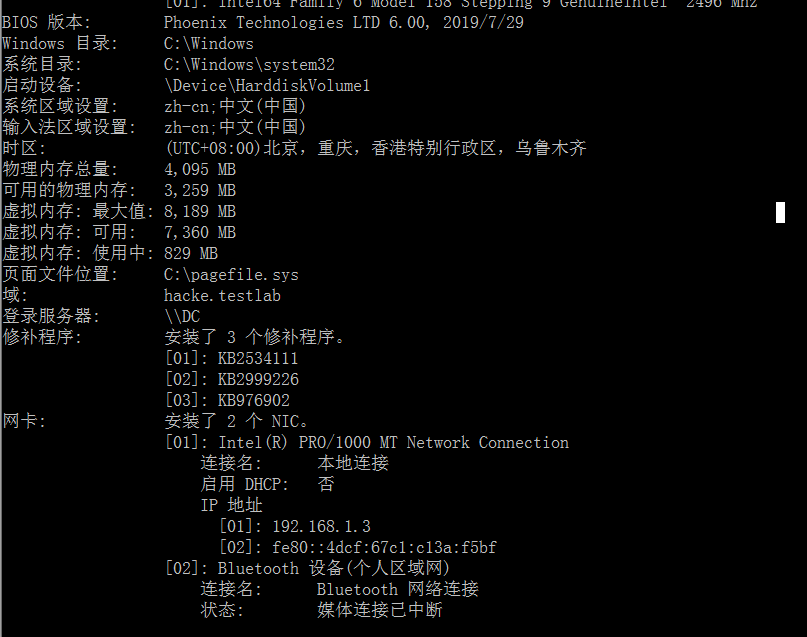 [01]: Intel64 Family 6 Model 158 Stepping 9 GenuineIntel ~2496 Mhz
BIOS 版本: Phoenix Technologies LTD 6.00, 2019/7/29
Windows 目录: C:\Windows
系统目录: C:\Windows\system32
启动设备: \Device\HarddiskVolume1
系统区域设置: zh-cn;中文(中国)
输入法区域设置: zh-cn;中文(中国)
时区: (UTC+08:00)北京，重庆，香港特别行政区，乌鲁木齐
物理内存总量: 4,095 MB
可用的物理内存: 3,259 MB
虚拟内存: 最大值: 8,189 MB
虚拟内存: 可用: 7,360 MB
虚拟内存: 使用中: 829 MB
页面文件位置: C:\pagefile.sys
域: hacke.testlab
登录服务器: \\DC
修补程序: 安装了 3 个修补程序。
[01]: KB2534111
[02]: KB2999226
[03]: KB976902
网卡: 安装了 2 个 NIC。
[01]: Intel(R) PRO/1000 MT Network Connection
连接名: 本地连接
启用 DHCP: 否
IP 地址
[01]: 192.168.1.3
[02]: fe80::4dcf:67c1:c13a:f5bf
[02]: Bluetooth 设备(个人区域网)
连接名: Bluetooth 网络连接
状态: 媒体连接已中断